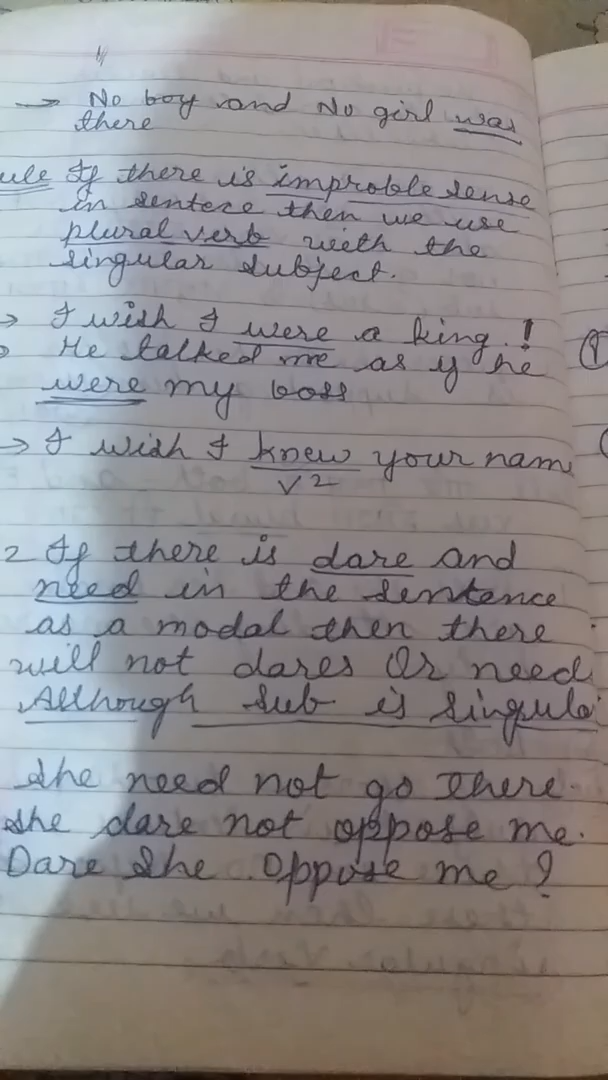 → No boy and No girl was
there
ule If there is improble sense
in sentece then we use
plural verb with the
singular subject.
→ I wish I were a king!
→ He talked me as if he
were my boss
→ I wish I knew your nam
V2
2 If there is dare and
need in the sentence
as a modal then there
will not dares Or need
Although sub is singula
She need not go there.
She dare not oppose me.
Dare She oppose me?